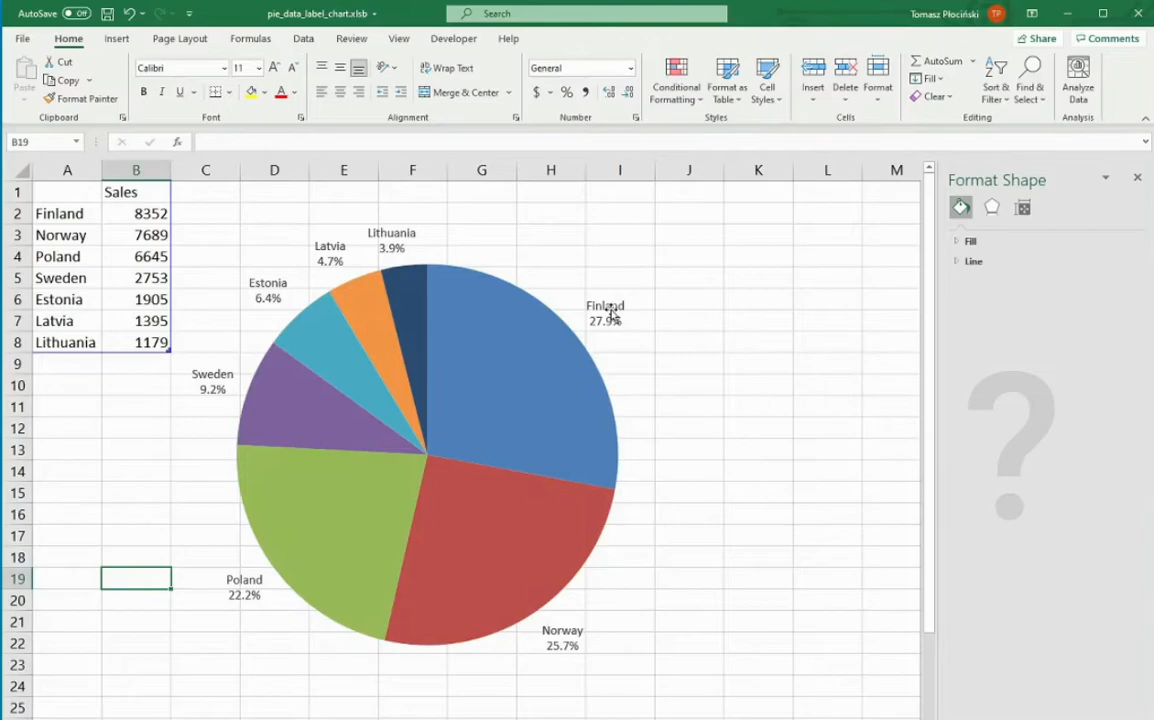 AutoSave Off pie_data_label_chart.xlsb Search Tomasz Płociński TP
File Home Insert Page Layout Formulas Data Review View Developer Help Share Comments
Paste Cut Copy Format Painter Clipboard
Calibri 11 B I U A Font
Wrap Text Merge & Center Alignment
General $ % Number
Conditional Formatting Format as Table Cell Styles Styles
Insert Delete Format Cells
AutoSum Fill Clear Sort & Filter Find & Select Editing
Analyze Data Analysis
B19 fx
A B C D E F G H I J K L M
1 Sales
2 Finland 8352
3 Norway 7689
4 Poland 6645
5 Sweden 2753
6 Estonia 1905
7 Latvia 1395
8 Lithuania 1179
9
10
11
12
13
14
15
16
17
18
19
20
21
22
23
24
25
Lithuania
3.9%
Latvia
4.7%
Estonia
6.4%
Finland
27.9%
Sweden
9.2%
Poland
22.2%
Norway
25.7%
Format Shape
Fill
Line
?